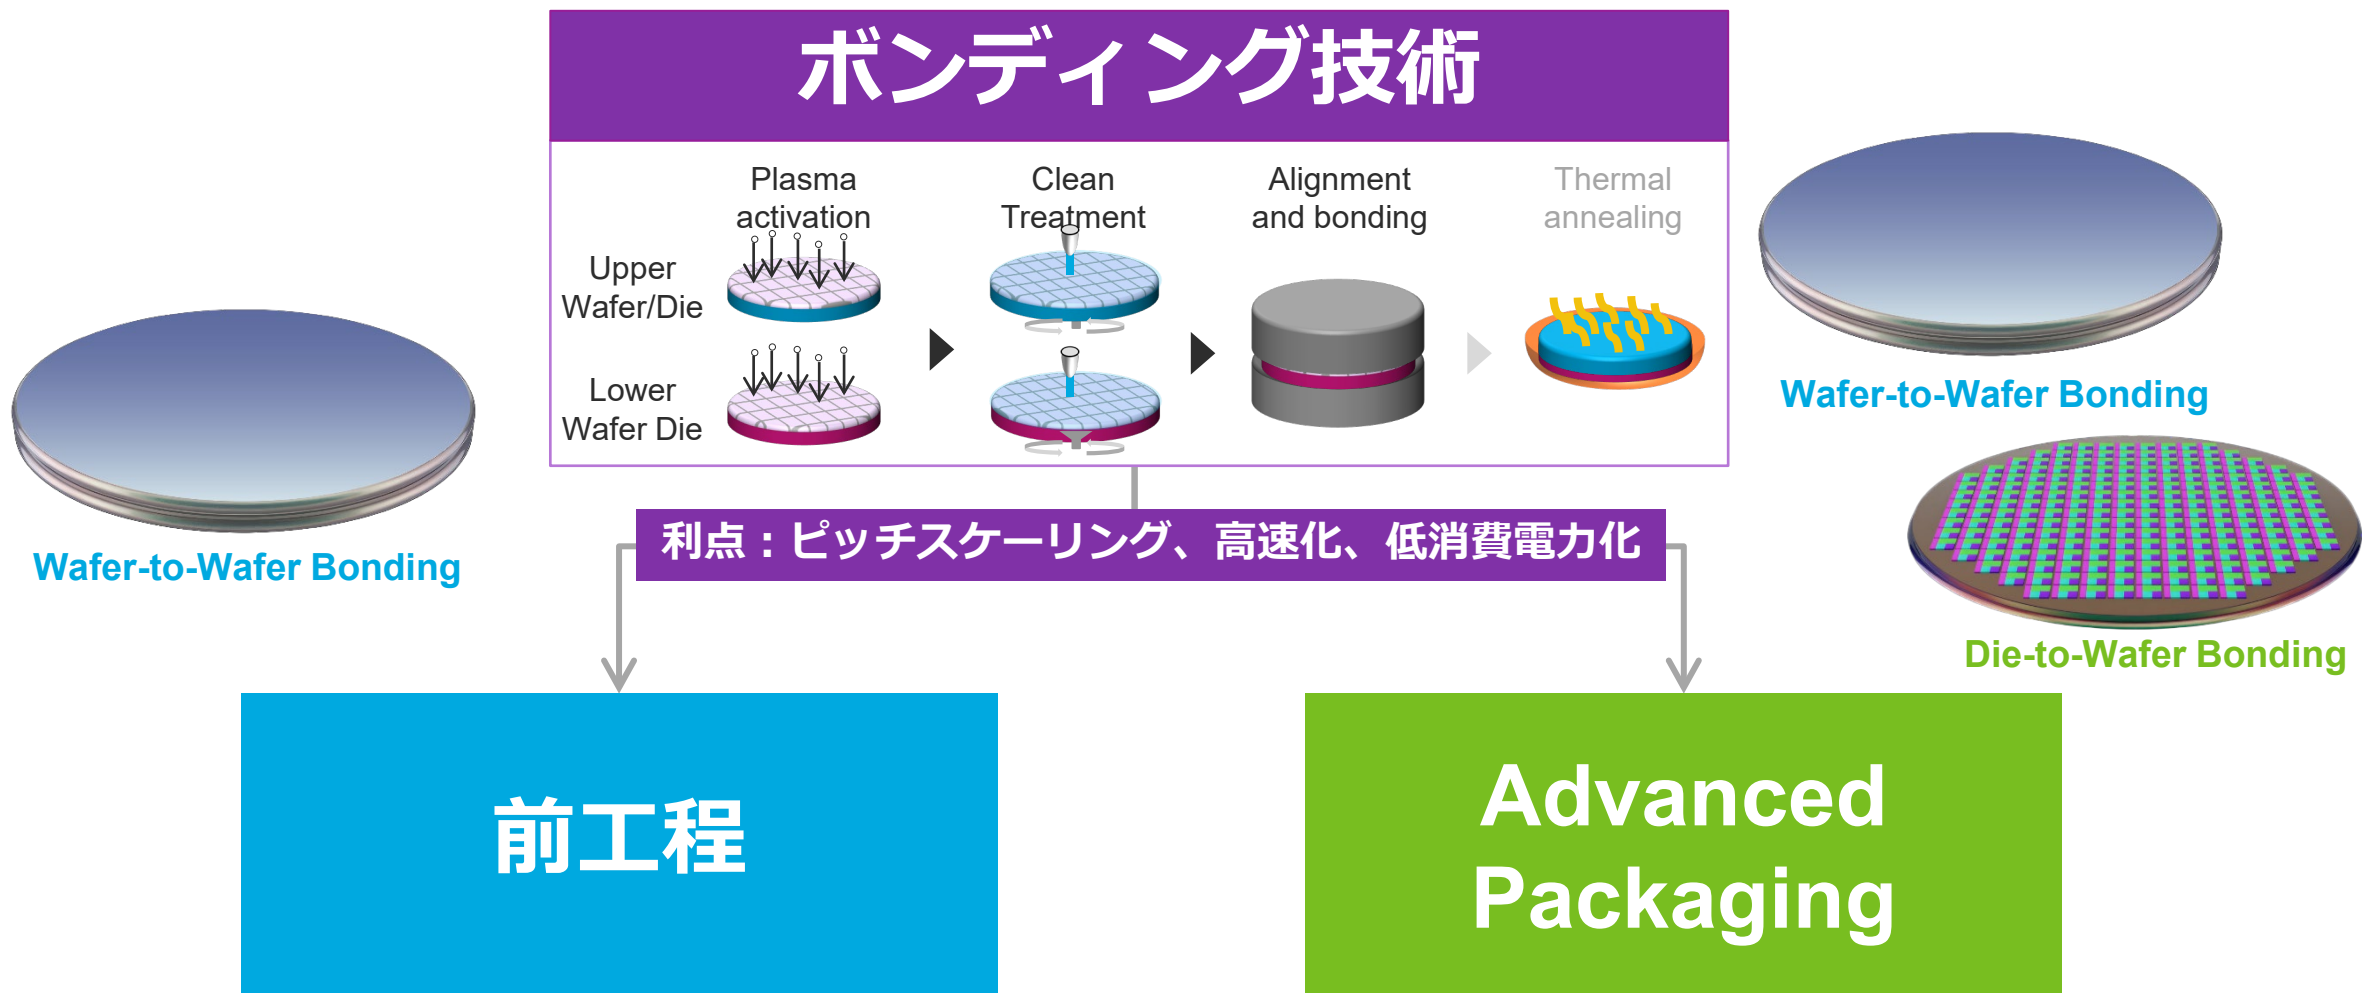 ボンディング技術
Plasma
activation
Clean
Treatment
Alignment
and bonding
Thermal
annealing
Upper
Wafer/Die
Lower
Wafer Die
Wafer-to-Wafer Bonding
Wafer-to-Wafer Bonding
Die-to-Wafer Bonding
利点：ピッチスケーリング、高速化、低消費電力化
前工程
Advanced
Packaging